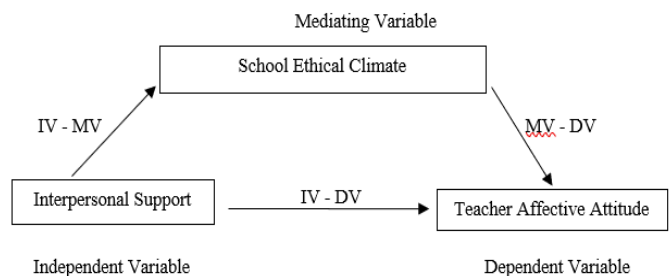 Mediating Variable
School Ethical Climate
IV - MV
MV - DV
Interpersonal Support
IV - DV
Teacher Affective Attitude
Independent Variable
Dependent Variable